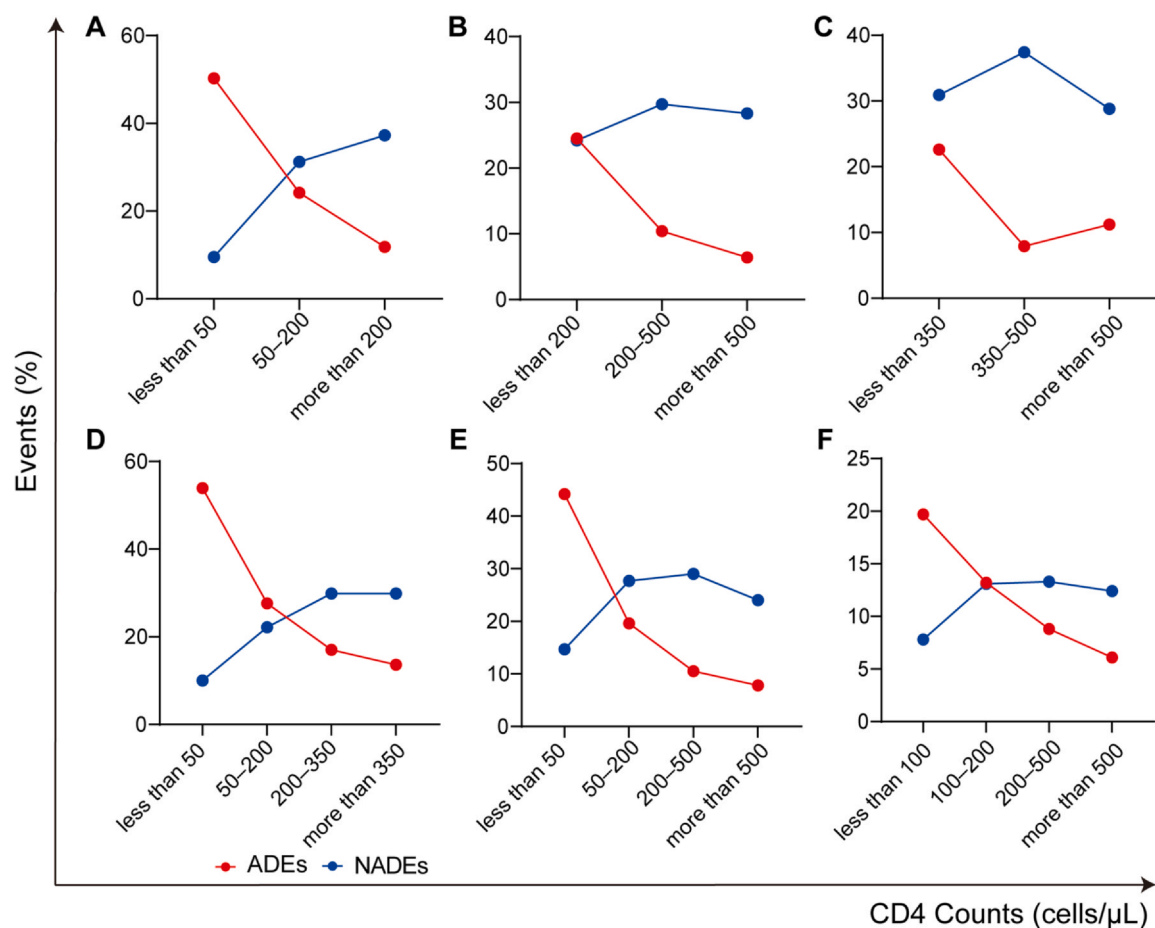 A
60
40
20
0
less than 50
50–200
more than 200
B
40
30
20
10
0
less than 200
200–500
more than 500
C
40
30
20
10
0
less than 350
350–500
more than 500
Events (%)
D
60
40
20
0
less than 50
50–200
200–350
more than 350
E
50
40
30
20
10
0
less than 50
50–200
200–500
more than 500
F
25
20
15
10
5
0
less than 100
100–200
200–500
more than 500
ADEs NADEs
CD4 Counts (cells/μL)